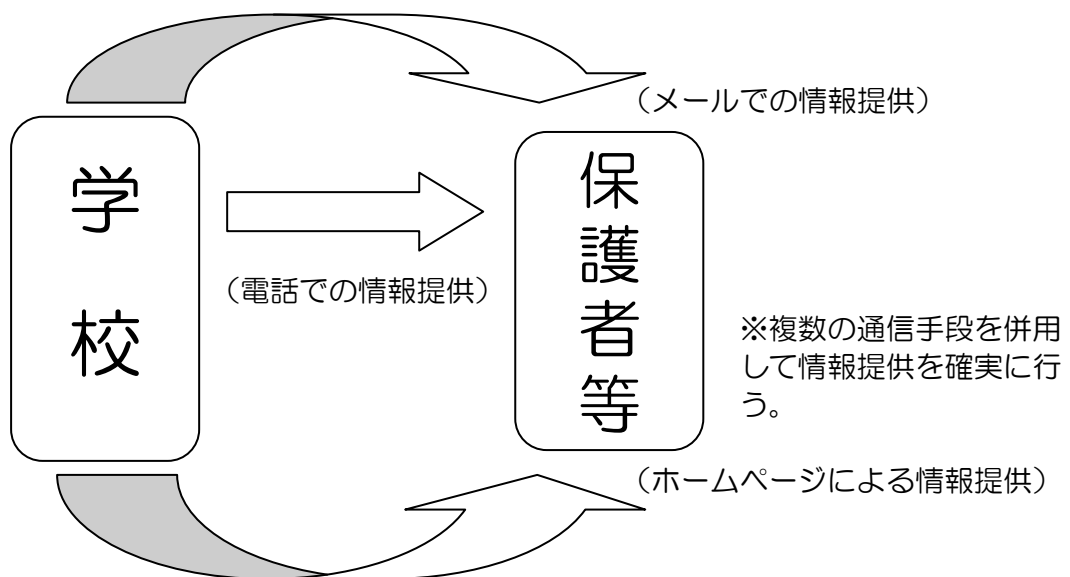 （メールでの情報提供）
学校
保護者等
（電話での情報提供）
※複数の通信手段を併用
して情報提供を確実に行
う。
（ホームページによる情報提供）